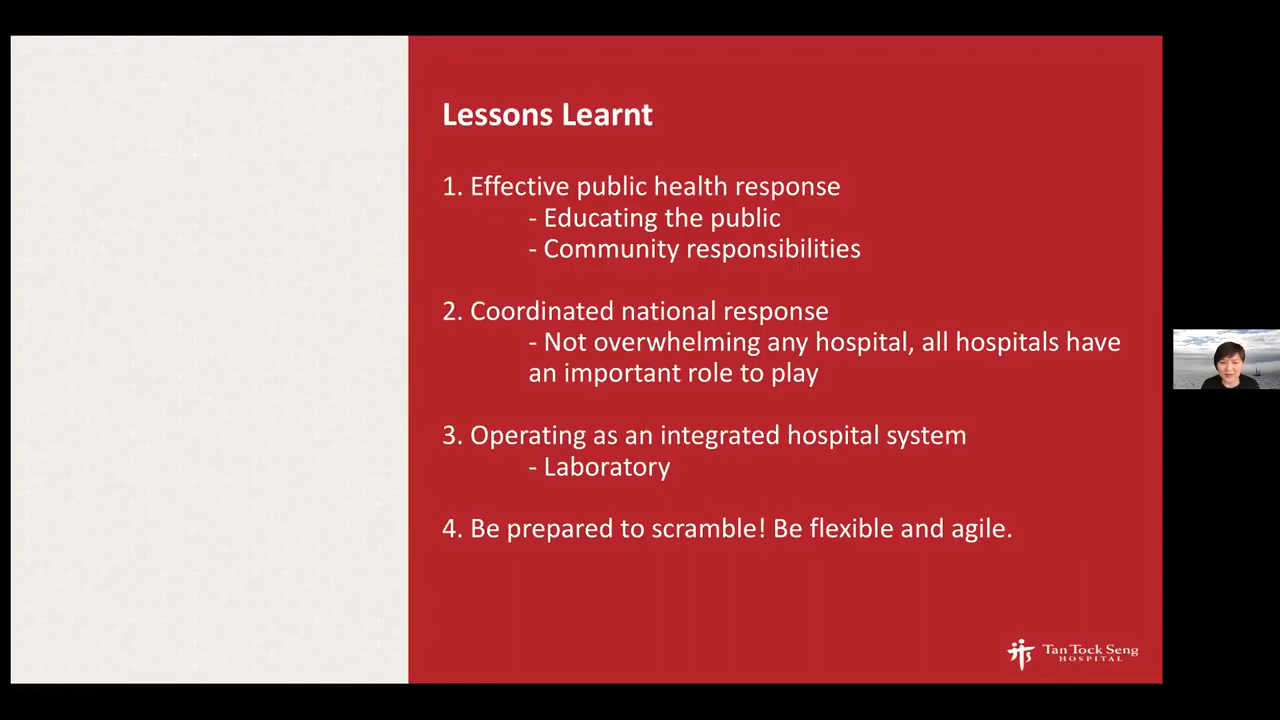 Lessons Learnt
1. Effective public health response
- Educating the public
- Community responsibilities
2. Coordinated national response
- Not overwhelming any hospital, all hospitals have
an important role to play
3. Operating as an integrated hospital system
- Laboratory
4. Be prepared to scramble! Be flexible and agile.
Tan Tock Seng
HOSPITAL